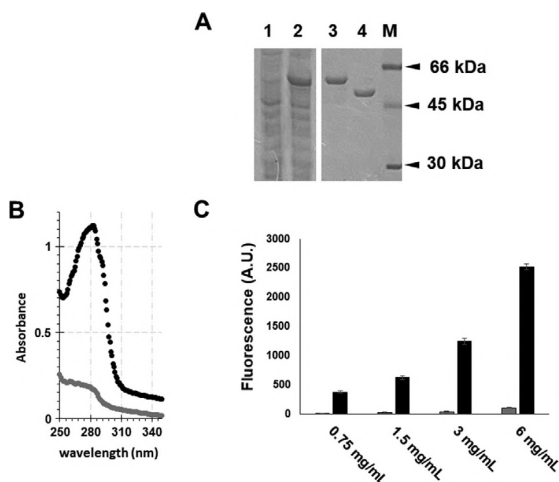 A
1 2 3 4 M
66 kDa
45 kDa
30 kDa
B
Absorbance
1
0.5
0
250 280 310 340
wavelength (nm)
C
Fluorescence (A.U.)
3000
2500
2000
1500
1000
500
0
0.75 mg/mL
1.5 mg/mL
3 mg/mL
6 mg/mL